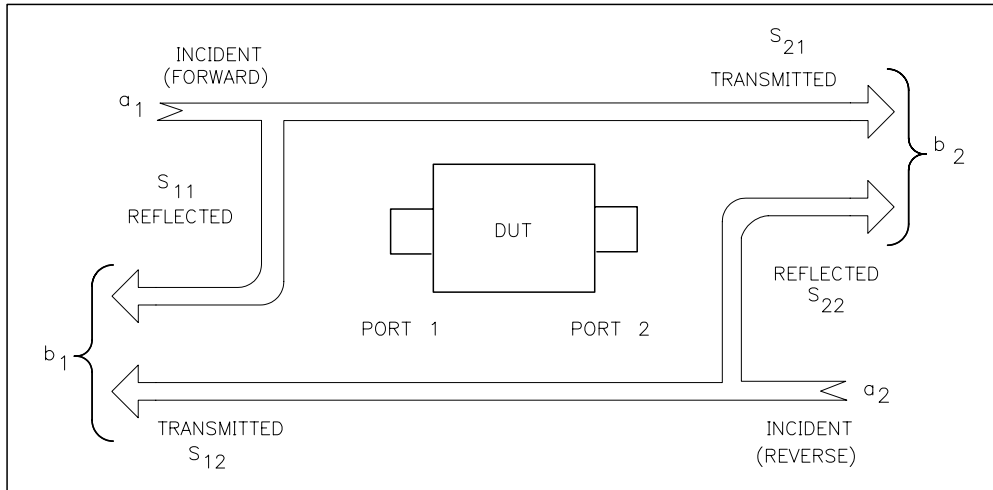 INCIDENT
(FORWARD)
S21
TRANSMITTED
a1
b2
S11
REFLECTED
DUT
REFLECTED
S22
PORT 1
PORT 2
b1
a2
TRANSMITTED
S12
INCIDENT
(REVERSE)